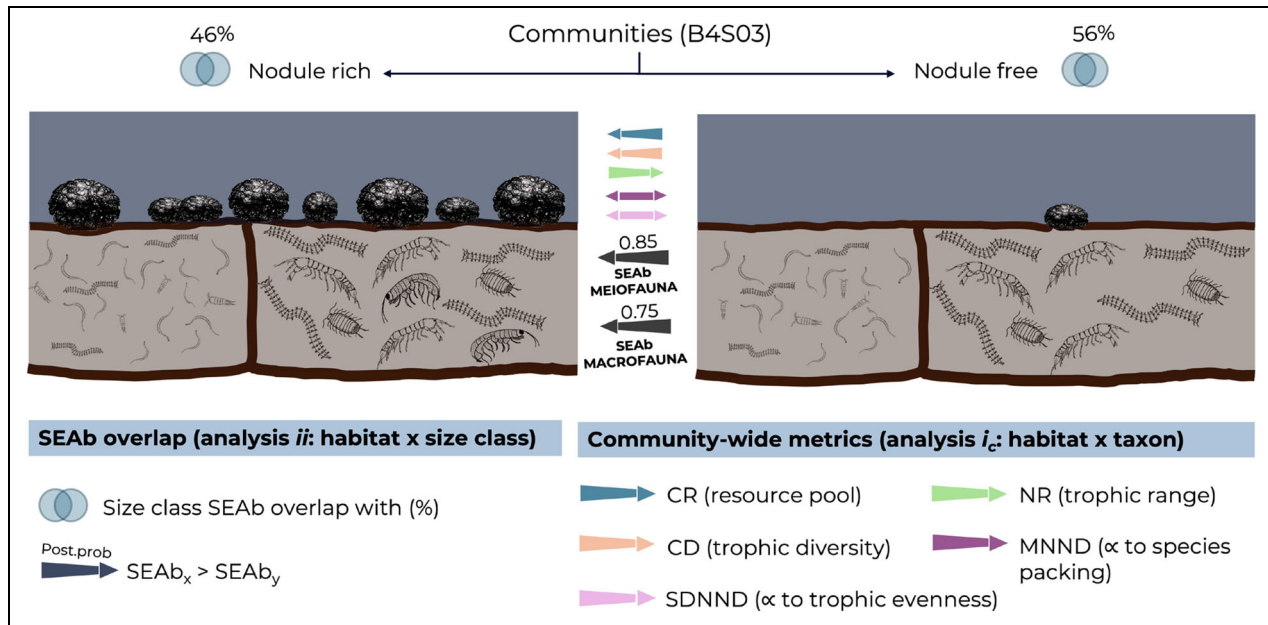 46%
Communities (B4S03)
56%
Nodule rich
Nodule free
0.85
SEAb
MEIOFAUNA
0.75
SEAb
MACROFAUNA
SEAb overlap (analysis ii: habitat x size class)
Size class SEAb overlap with (%)
Post.prob
SEAbₓ > SEAbᵧ
Community-wide metrics (analysis i_c: habitat x taxon)
CR (resource pool)
NR (trophic range)
CD (trophic diversity)
MNND (∝ to species
packing)
SDNND (∝ to trophic evenness)